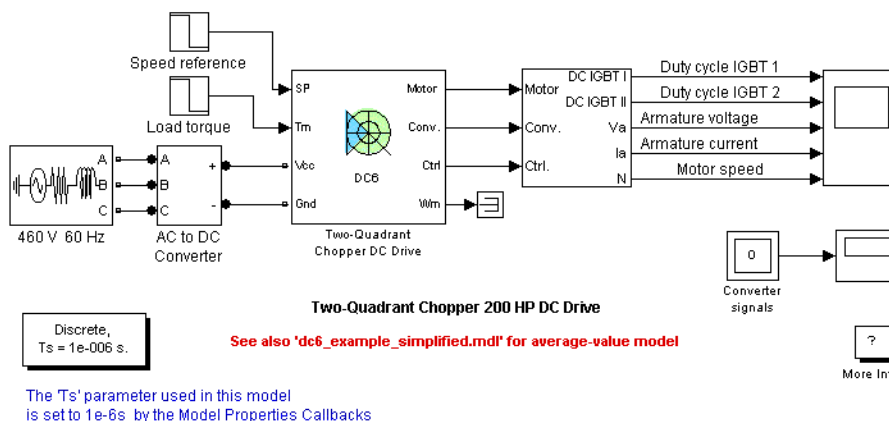 Speed reference
Load torque
SP
Tm
Vcc
Gnd
Motor
Conv.
Ctrl
Wm
DC6
Two-Quadrant
Chopper DC Drive
Motor
Conv.
Ctrl.
DC IGBT I
DC IGBT II
Va
Ia
N
Duty cycle IGBT 1
Duty cycle IGBT 2
Armature voltage
Armature current
Motor speed
A
B
C
460 V 60 Hz
A
B
C
+
-
AC to DC
Converter
0
Converter
signals
Two-Quadrant Chopper 200 HP DC Drive
See also 'dc6_example_simplified.mdl' for average-value model
Discrete,
Ts = 1e-006 s.
?
More Inf
The 'Ts' parameter used in this model
is set to 1e-6s by the Model Properties Callbacks